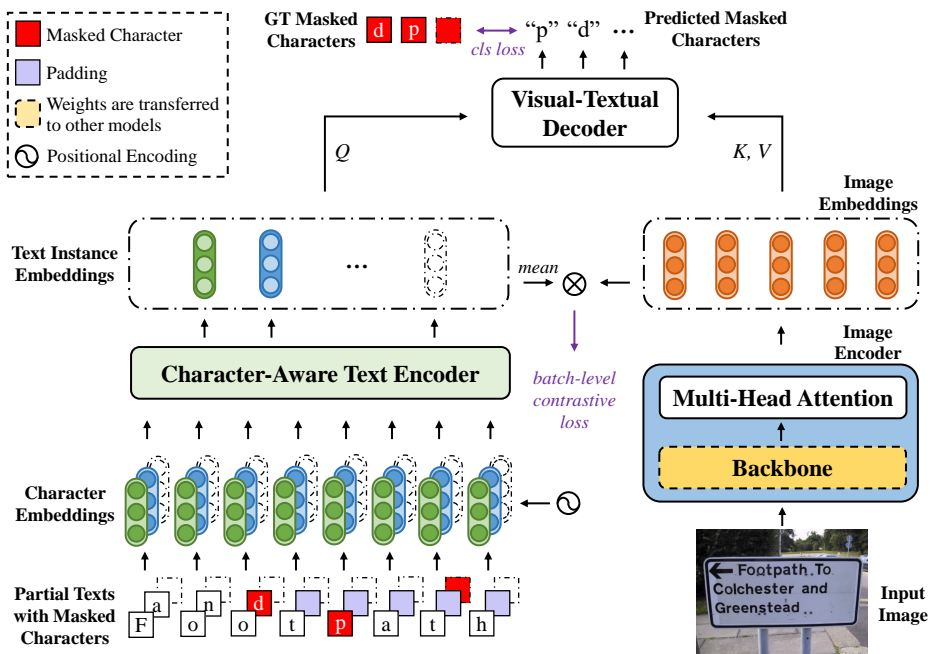 GT Masked
Characters
d p
cls loss
“p” “d” ...
Predicted Masked
Characters
Masked Character
Padding
Weights are transferred
to other models
Positional Encoding
Visual-Textual
Decoder
Q
K, V
Image
Embeddings
Text Instance
Embeddings
...
mean
Image
Encoder
Character-Aware Text Encoder
batch-level
contrastive
loss
Multi-Head Attention
Backbone
Character
Embeddings
Partial Texts
with Masked
Characters
a n d
F o o t p a t h
Footpath To
Colchester and
Greenstead
Input
Image